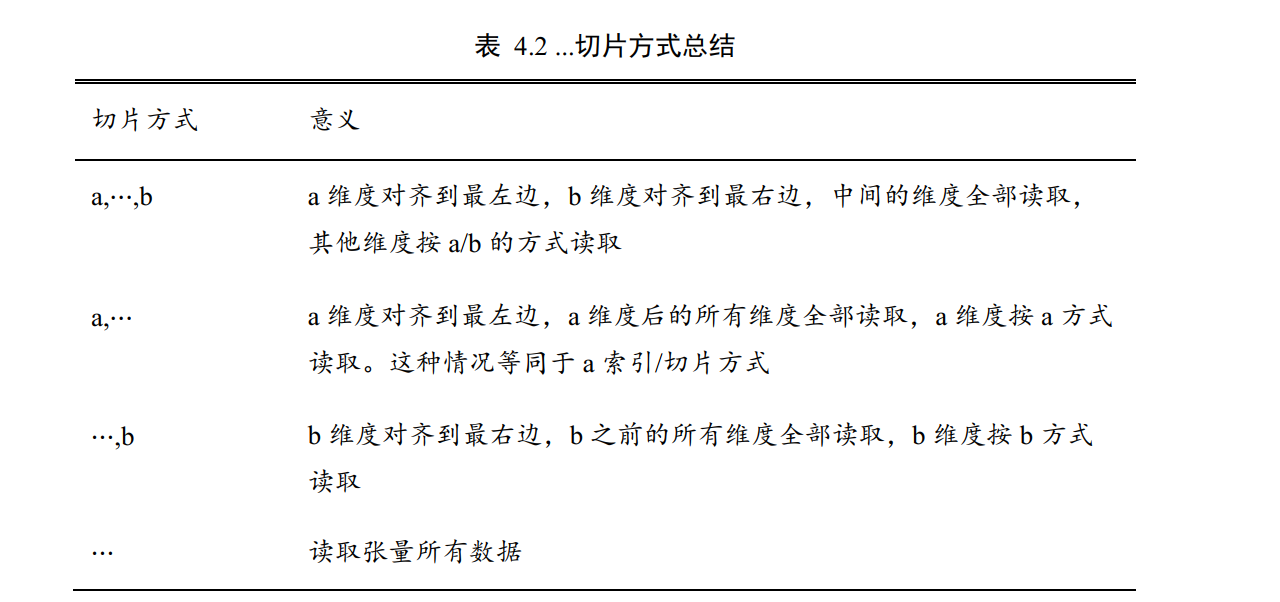 表 4.2 ...切片方式总结
切片方式 意义
a,⋯,b a 维度对齐到最左边，b 维度对齐到最右边，中间的维度全部读取，
其他维度按 a/b 的方式读取
a,⋯ a 维度对齐到最左边，a 维度后的所有维度全部读取，a 维度按 a 方式
读取。这种情况等同于 a 索引/切片方式
⋯,b b 维度对齐到最右边，b 之前的所有维度全部读取，b 维度按 b 方式
读取
⋯ 读取张量所有数据